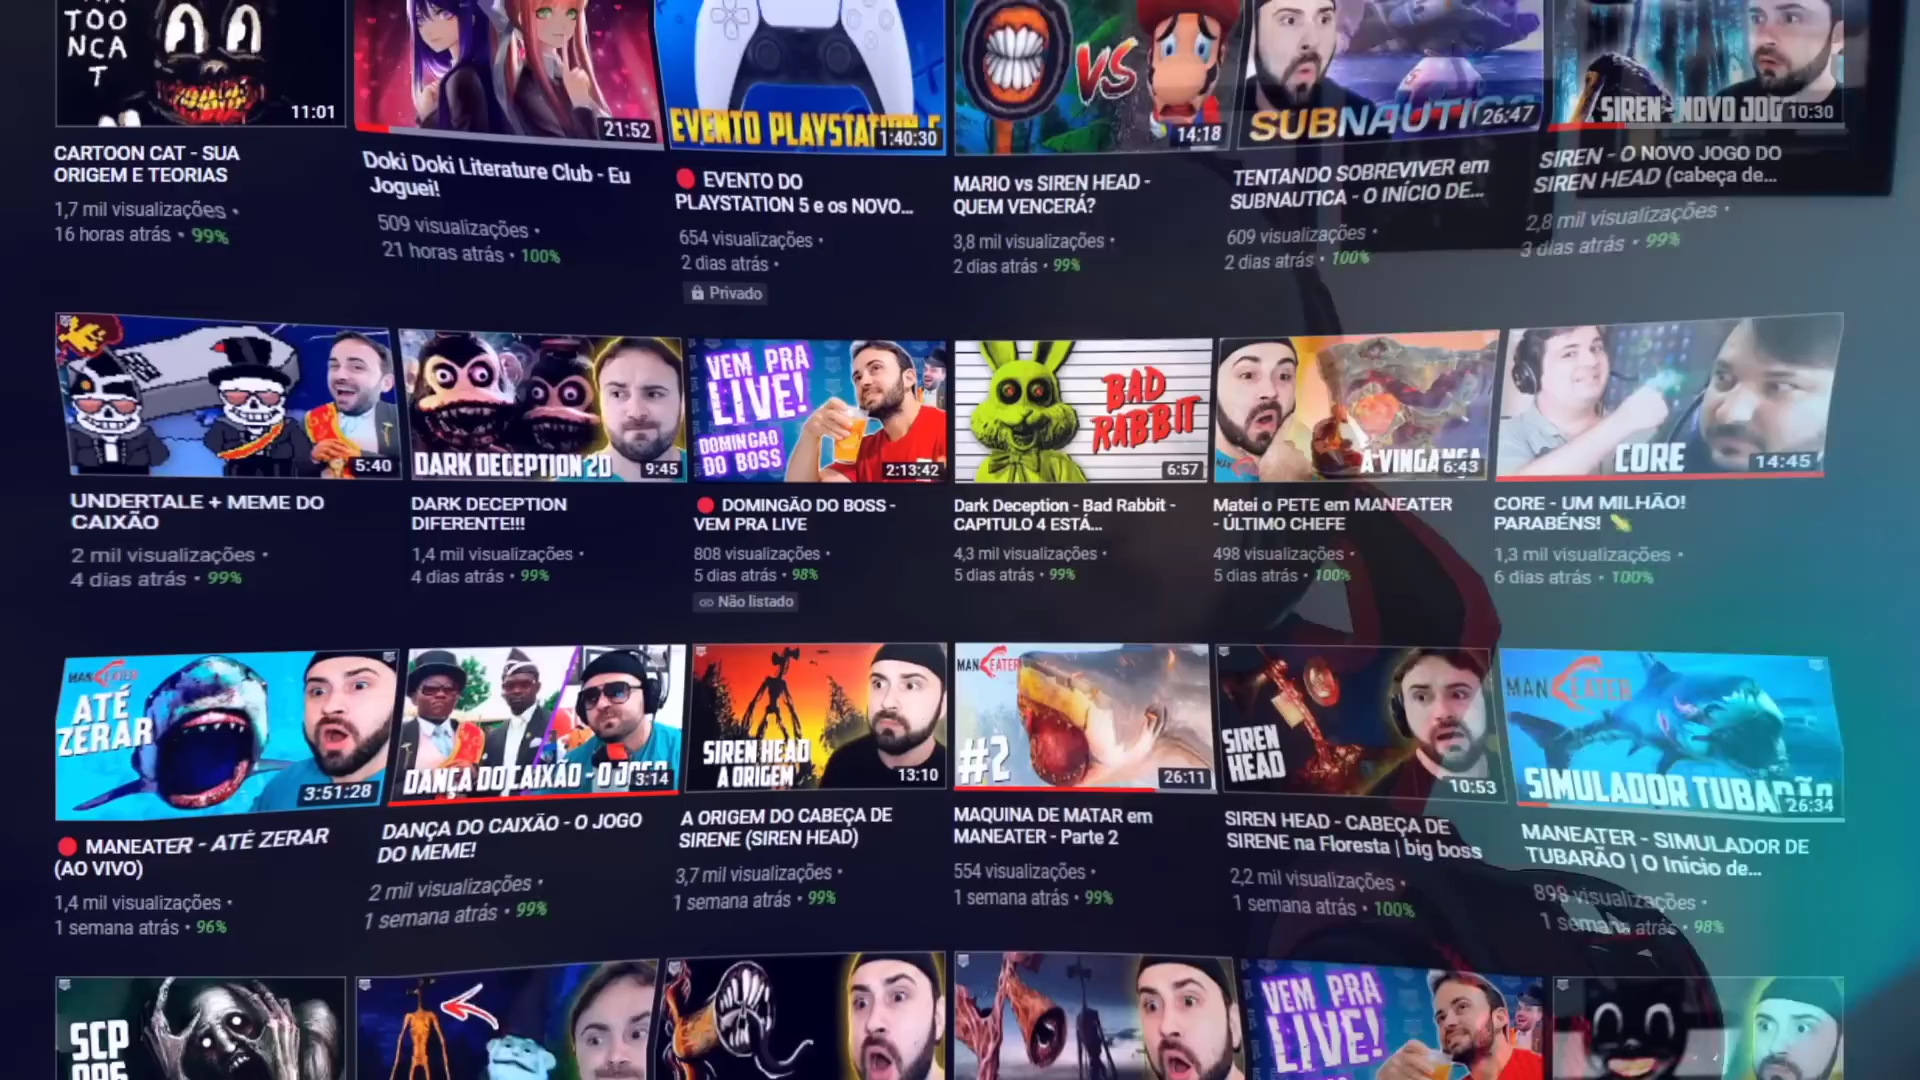 TOO
NCA
T
11:01
21:52
EVENTO PLAYSTA
1:40:30
VS
14:18
SUBNAUTI
26:47
SIREN - NOVO JOG
10:30
CARTOON CAT - SUA
ORIGEM E TEORIAS
1,7 mil visualizações •
16 horas atrás • 99%
Doki Doki Literature Club - Eu
Joguei!
509 visualizações •
21 horas atrás • 100%
EVENTO DO
PLAYSTATION 5 e os NOVO...
654 visualizações •
2 dias atrás •
Privado
MARIO vs SIREN HEAD -
QUEM VENCERÁ?
3,8 mil visualizações •
2 dias atrás • 99%
TENTANDO SOBREVIVER em
SUBNAUTICA - O INÍCIO DE...
609 visualizações •
2 dias atrás • 100%
SIREN - O NOVO JOGO DO
SIREN HEAD (cabeça de...
2,8 mil visualizações •
3 dias atrás • 99%
5:40
DARK DECEPTION 2D
9:45
VEM PRA
LIVE!
DOMINGAO
DO BOSS
2:13:42
BAD
RABBIT
6:57
A VINGANÇA
6:43
CORE
14:45
UNDERTALE + MEME DO
CAIXÃO
2 mil visualizações •
4 dias atrás • 99%
DARK DECEPTION
DIFERENTE!!!
1,4 mil visualizações •
4 dias atrás • 99%
DOMINGÃO DO BOSS -
VEM PRA LIVE
808 visualizações •
5 dias atrás • 98%
Não listado
Dark Deception - Bad Rabbit -
CAPITULO 4 ESTÁ...
4,3 mil visualizações •
5 dias atrás • 99%
Matei o PETE em MANEATER
- ÚLTIMO CHEFE
498 visualizações •
5 dias atrás • 100%
CORE - UM MILHÃO!
PARABÉNS!
1,3 mil visualizações •
6 dias atrás • 100%
MANEATER
ATÉ
ZERAR
3:51:28
DANÇA DO CAIXÃO - O JOGO
3:14
SIREN HEAD
A ORIGEM
13:10
MANEATER
#2
26:11
SIREN
HEAD
10:53
MANEATER
SIMULADOR TUBARÃO
26:34
MANEATER - ATÉ ZERAR
(AO VIVO)
1,4 mil visualizações •
1 semana atrás • 96%
DANÇA DO CAIXÃO - O JOGO
DO MEME!
2 mil visualizações •
1 semana atrás • 99%
A ORIGEM DO CABEÇA DE
SIRENE (SIREN HEAD)
3,7 mil visualizações •
1 semana atrás • 99%
MAQUINA DE MATAR em
MANEATER - Parte 2
554 visualizações •
1 semana atrás • 99%
SIREN HEAD - CABEÇA DE
SIRENE na Floresta | big boss
2,2 mil visualizações •
1 semana atrás • 100%
MANEATER - SIMULADOR DE
TUBARÃO | O Início de...
898 visualizações •
1 semana atrás • 98%
SCP
VEM PRA
LIVE!